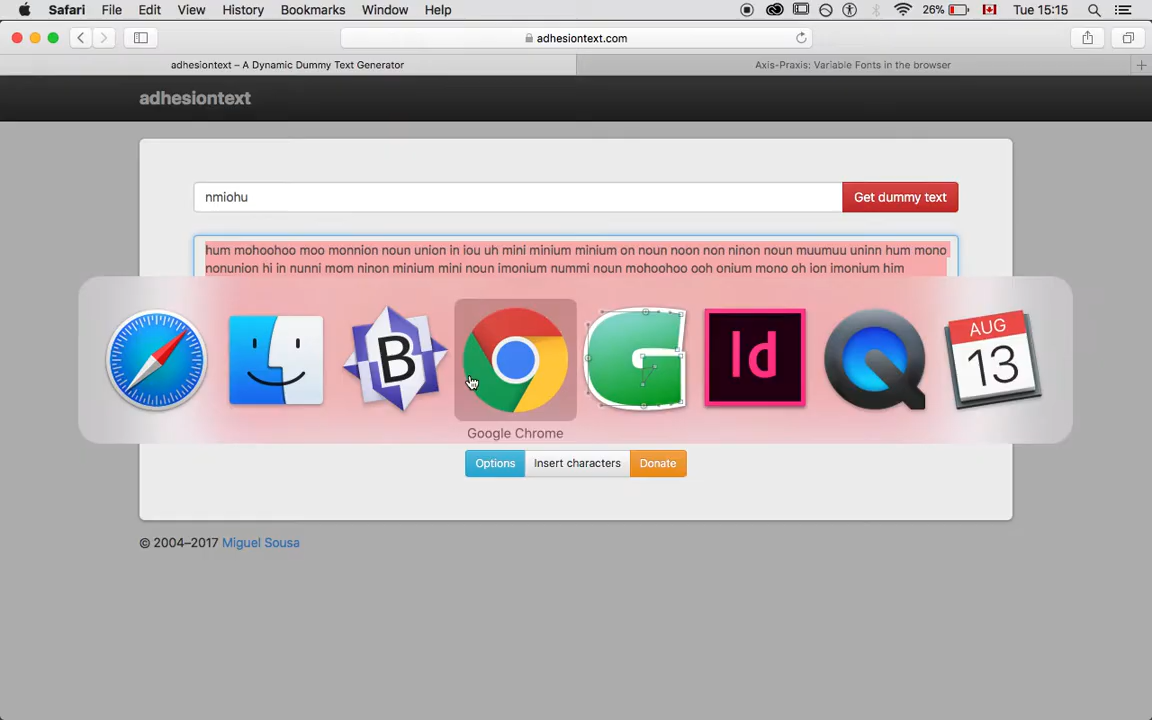 Safari File Edit View History Bookmarks Window Help 26% Tue 15:15
adhesiontext.com
adhesiontext – A Dynamic Dummy Text Generator Axis-Praxis: Variable Fonts in the browser
adhesiontext
nmiohu Get dummy text
hum mohoohoo moo monnion noun union in iou uh mini minium minium on noun noon non ninon noun muumuu uninn hum mono
nonunion hi in nunni mom ninon minium mini noun imonium nummi noun mohoohoo ooh onium mono oh ion imonium him
B G Id AUG 13
Google Chrome
Options Insert characters Donate
© 2004–2017 Miguel Sousa